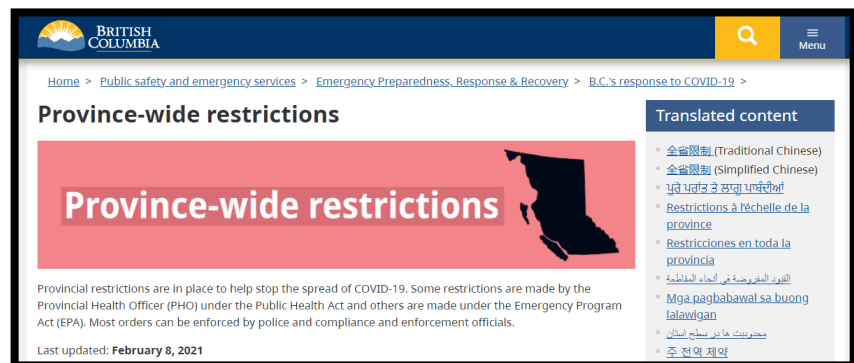 BRITISH
COLUMBIA
Menu
Home > Public safety and emergency services > Emergency Preparedness, Response & Recovery > B.C.'s response to COVID-19 >
Province-wide restrictions
Province-wide restrictions
Provincial restrictions are in place to help stop the spread of COVID-19. Some restrictions are made by the
Provincial Health Officer (PHO) under the Public Health Act and others are made under the Emergency Program
Act (EPA). Most orders can be enforced by police and compliance and enforcement officials.
Last updated: February 8, 2021
Translated content
全省限制 (Traditional Chinese)
全省限制 (Simplified Chinese)
ਪੂਰੇ ਪਰਾਂਤ ਤੇ ਲਾਗੂ ਪਾਬੰਦੀਆਂ
Restrictions à l'échelle de la
province
Restricciones en toda la
provincia
القيود المفروضة في أنحاء المقاطعة
Mga pagbabawal sa buong
lalawigan
محدودیت ها در سطح استان
주 전역 제약